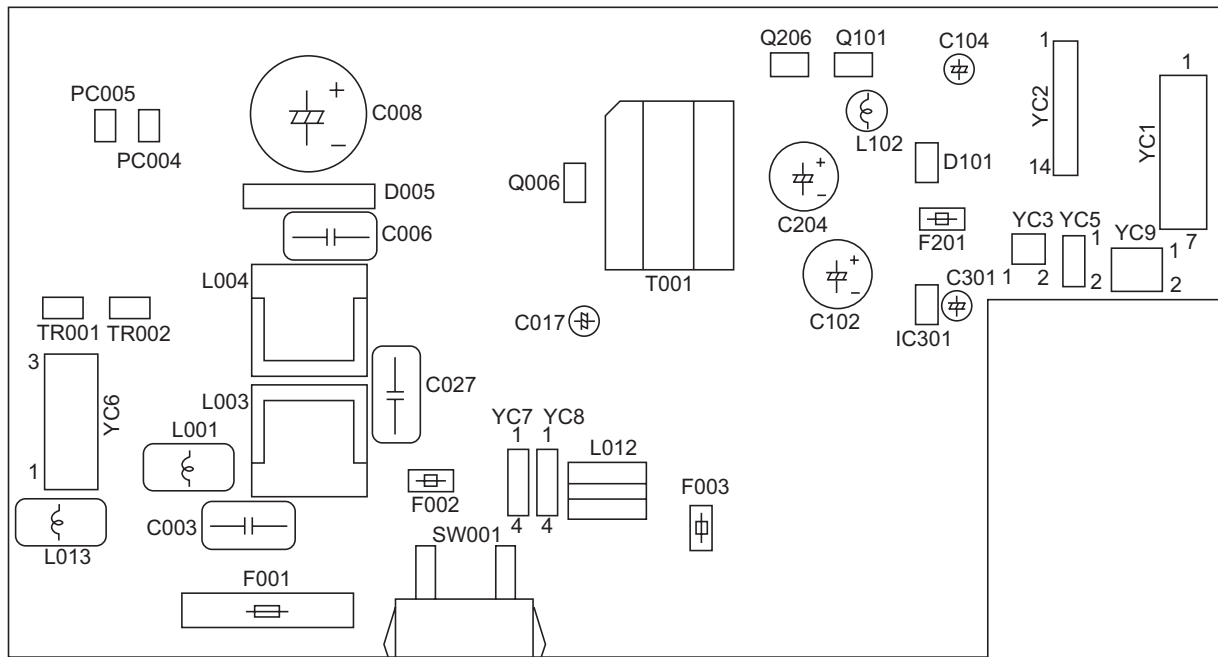 Q206
Q101
C104
1
1
PC005
C008
YC2
YC1
PC004
L102
Q006
D101
14
D005
C006
C204
F201
YC3
YC5
1
YC9
7
1
L004
T001
1
2
2
2
C301
TR001
TR002
C017
C102
IC301
3
YC6
C027
L003
YC7
YC8
L001
1
1
L012
1
F002
F003
C003
4
4
L013
SW001
F001